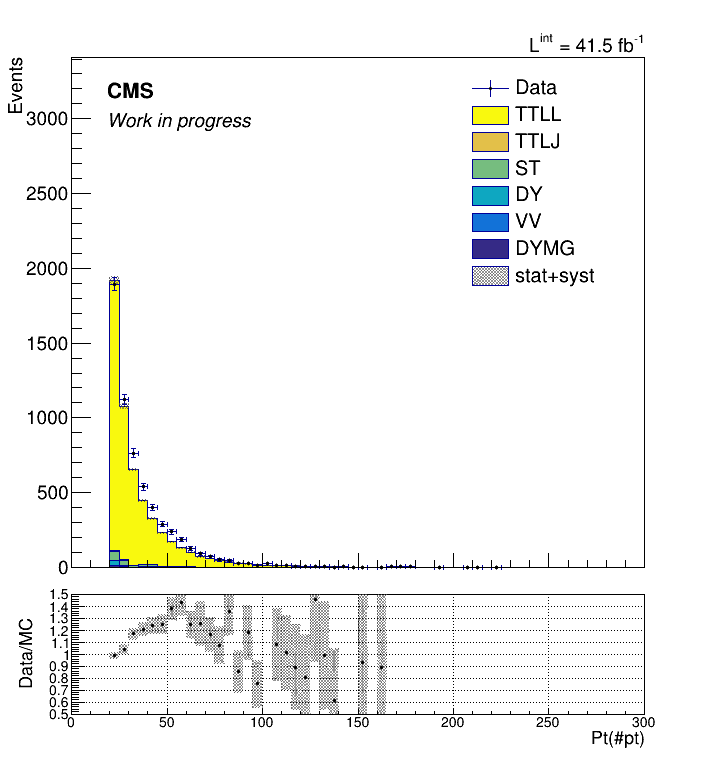 L^int = 41.5 fb^-1
Events
CMS
Work in progress
Data
TTLL
TTLJ
ST
DY
VV
DYMG
stat+syst
3000
2500
2000
1500
1000
500
0
Data/MC
1.5
1.4
1.3
1.2
1.1
1
0.9
0.8
0.7
0.6
0.5
0 50 100 150 200 250 300
Pt(#pt)